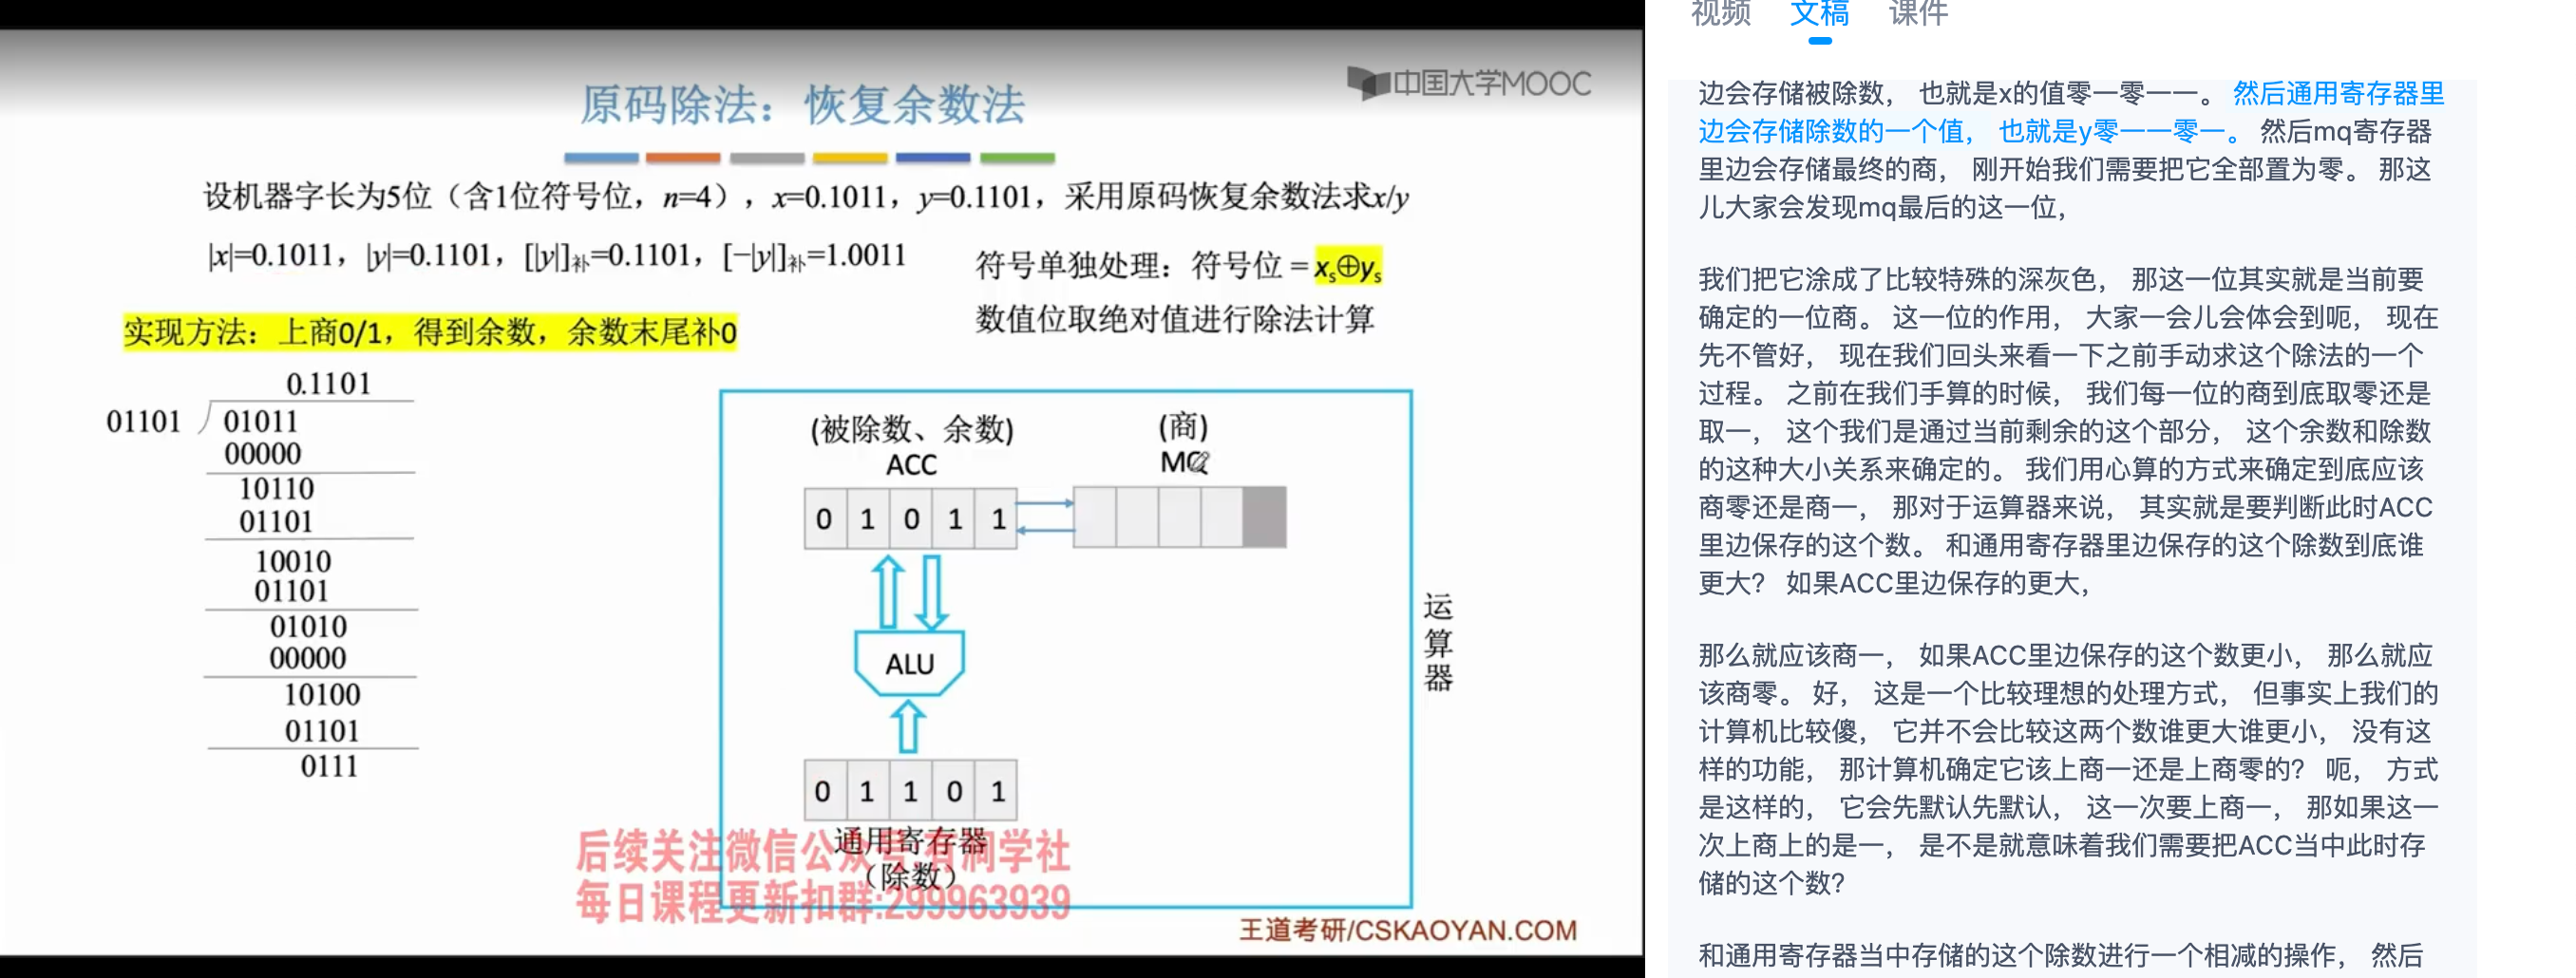 中国大学MOOC
原码除法：恢复余数法
设机器字长为5位（含1位符号位，n=4），x=0.1011，y=0.1101，采用原码恢复余数法求x/y
|x|=0.1011，|y|=0.1101，[|y|]补=0.1101，[−|y|]补=1.0011
符号单独处理：符号位 = xs⊕ys
数值位取绝对值进行除法计算
实现方法：上商0/1，得到余数，余数末尾补0
0.1101
01101
01011
00000
10110
01101
10010
01101
01010
00000
10100
01101
0111
(被除数、余数)
ACC
(商)
MQ
0 1 0 1 1
ALU
运算器
0 1 1 0 1
通用寄存器
（除数）
后续关注微信公众号:有润学社
每日课程更新扣群:299963939
王道考研/CSKAOYAN.COM
视频 文稿 课件
边会存储被除数， 也就是x的值零一零一一。 然后通用寄存器里
边会存储除数的一个值， 也就是y零一一零一。 然后mq寄存器
里边会存储最终的商， 刚开始我们需要把它全部置为零。 那这
儿大家会发现mq最后的这一位，
我们把它涂成了比较特殊的深灰色， 那这一位其实就是当前要
确定的一位商。 这一位的作用， 大家一会儿会体会到呃， 现在
先不管好， 现在我们回头来看一下之前手动求这个除法的一个
过程。 之前在我们手算的时候， 我们每一位的商到底取零还是
取一， 这个我们是通过当前剩余的这个部分， 这个余数和除数
的这种大小关系来确定的。 我们用心算的方式来确定到底应该
商零还是商一， 那对于运算器来说， 其实就是要判断此时ACC
里边保存的这个数。 和通用寄存器里边保存的这个除数到底谁
更大？ 如果ACC里边保存的更大，
那么就应该商一， 如果ACC里边保存的这个数更小， 那么就应
该商零。 好， 这是一个比较理想的处理方式， 但事实上我们的
计算机比较傻， 它并不会比较这两个数谁更大谁更小， 没有这
样的功能， 那计算机确定它该上商一还是上商零的？ 呃， 方式
是这样的， 它会先默认先默认， 这一次要上商一， 那如果这一
次上商上的是一， 是不是就意味着我们需要把ACC当中此时存
储的这个数？
和通用寄存器当中存储的这个除数进行一个相减的操作， 然后